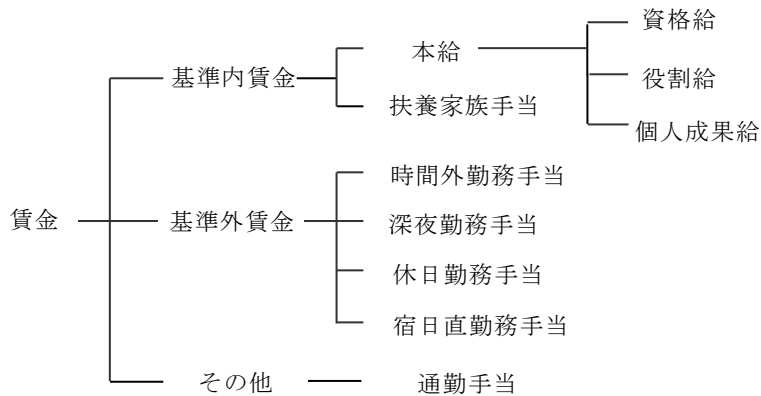 資格給
本給
役割給
基準内賃金
扶養家族手当
個人成果給
時間外勤務手当
賃金
基準外賃金
深夜勤務手当
休日勤務手当
宿日直勤務手当
その他
通勤手当